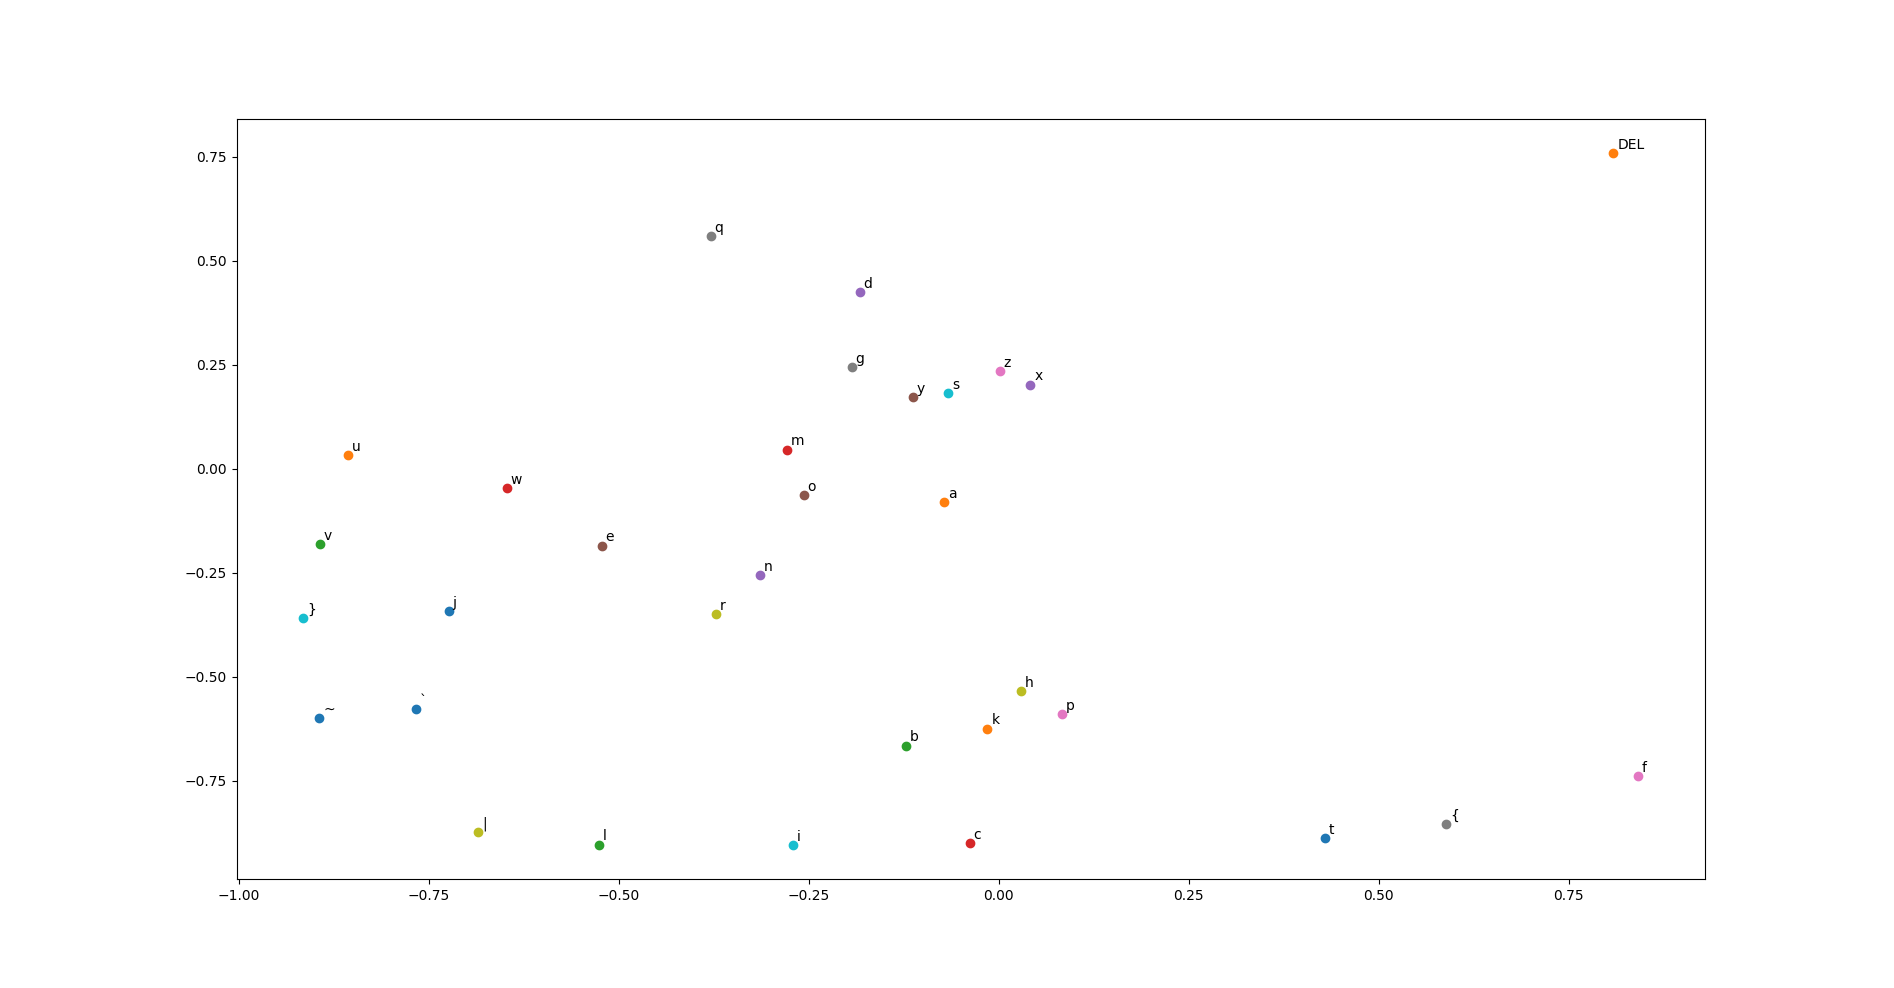 DEL
0.75
q
0.50
d
g
z
0.25
x
s
y
m
u
0.00
w
o
a
v
e
n
−0.25
}
j
r
h
−0.50
`
p
~
k
b
f
−0.75
{
|
t
l
i
c
−1.00 −0.75 −0.50 −0.25 0.00 0.25 0.50 0.75